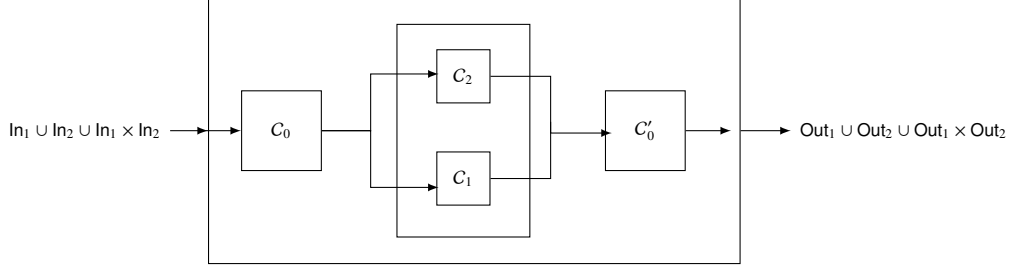 In₁ ∪ In₂ ∪ In₁ × In₂
C₀
C₂
C₁
C′₀
Out₁ ∪ Out₂ ∪ Out₁ × Out₂